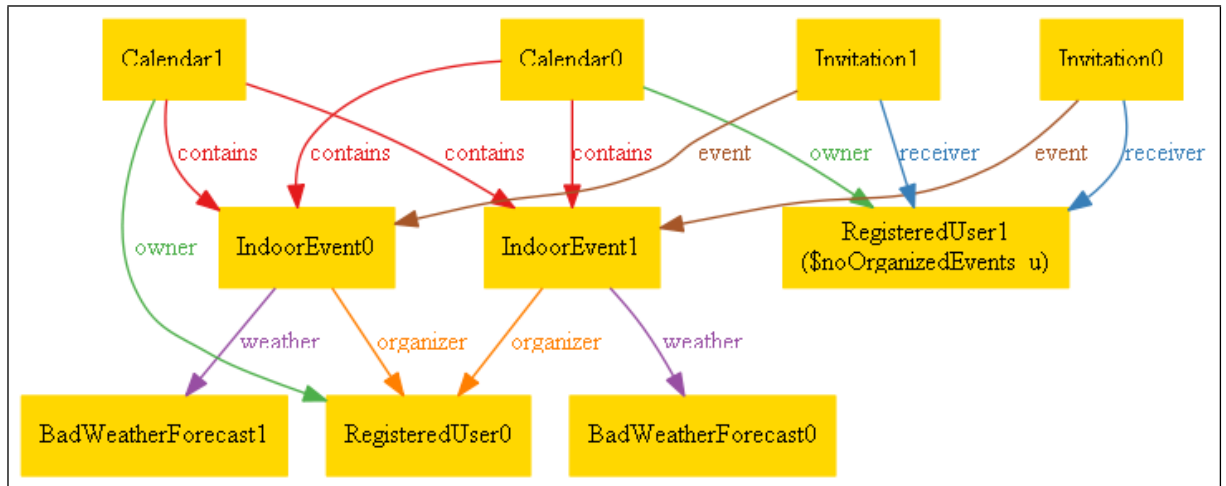 Calendar1
Calendar0
Invitation1
Invitation0
contains
contains
contains
contains
event
owner
receiver
event
receiver
owner
IndoorEvent0
IndoorEvent1
RegisteredUser1
($noOrganizedEvents_u)
weather
organizer
organizer
weather
BadWeatherForecast1
RegisteredUser0
BadWeatherForecast0